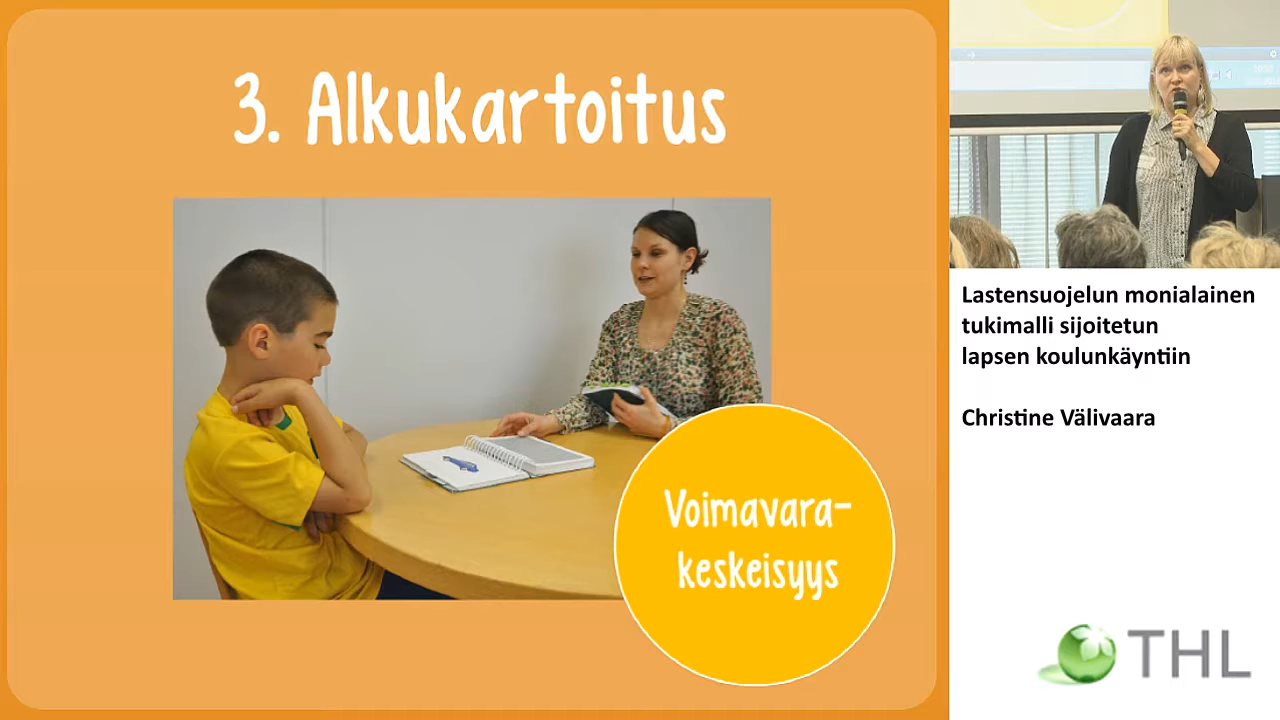 3. Alkukartoitus
Voimavara-
keskeisyys
Lastensuojelun monialainen
tukimalli sijoitetun
lapsen koulunkäyntiin
Christine Välivaara
THL